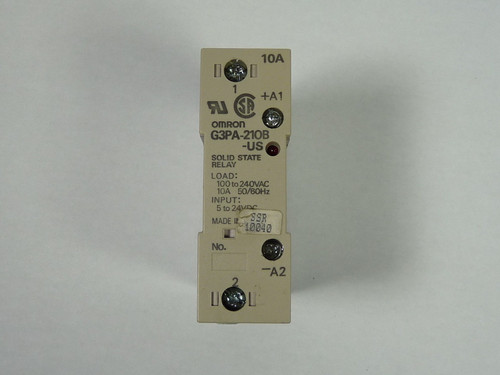 10A
1
+A1
omron
G3PA-210B
-US
SOLID STATE
RELAY
LOAD:
100 to 240VAC
10A 50/60Hz
INPUT:
5 to 24VDC
MADE IN
SSR
10040
No.
-A2
2